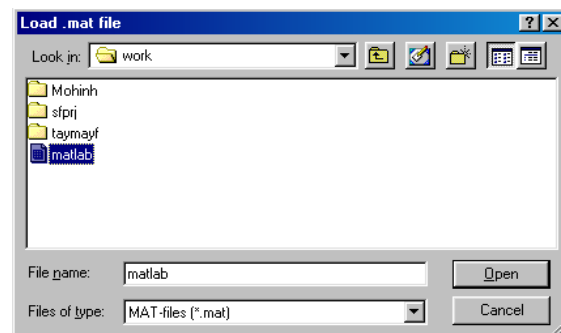 Load .mat file
Look in: work
Mohinh
sfprj
taymayf
matlab
File name: matlab Open
Files of type: MAT-files (*.mat) Cancel